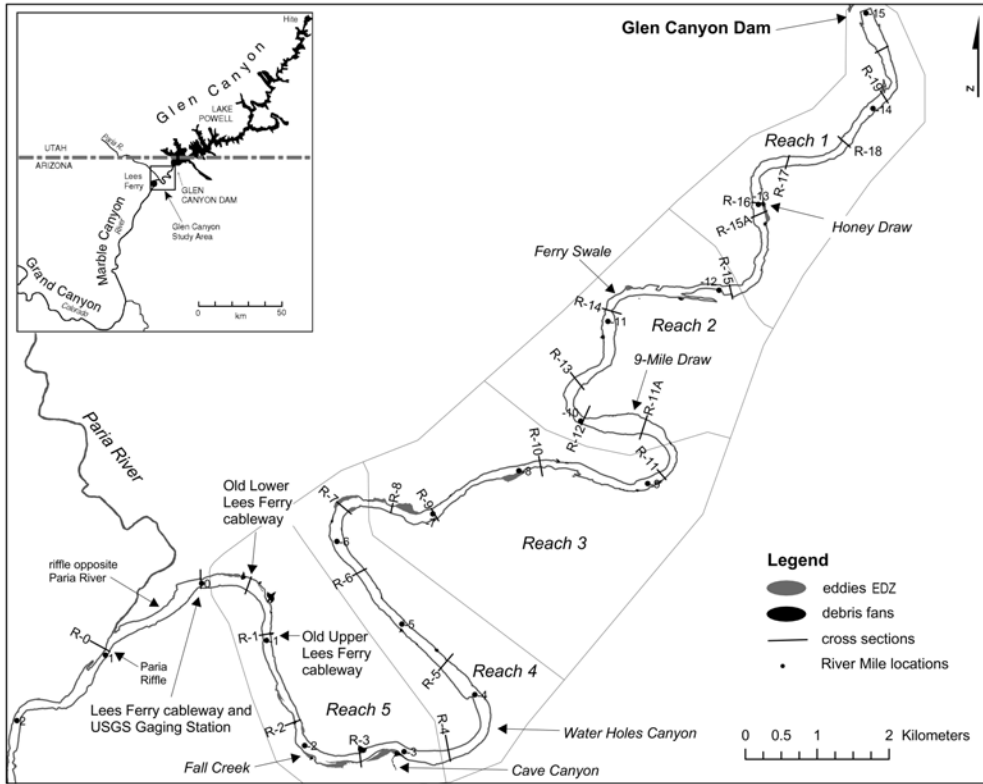 Hite
Glen Canyon
LAKE
POWELL
Paria R.
UTAH
ARIZONA
Lees
Ferry
GLEN
CANYON DAM
Glen Canyon
Study Area
Marble Canyon
River
Grand Canyon
Colorado
0 50
km
Glen Canyon Dam
-15
N
R-19
-14
Reach 1
R-18
R-17
R-16
-13
R-15A
Honey Draw
Ferry Swale
-12
R-15
R-14
-11
Reach 2
R-13
9-Mile Draw
-10
R-12
R-11A
R-11
-9
R-10
-8
R-9
-7
R-8
R-7
Reach 3
-6
R-6
-5
R-5
Reach 4
-4
R-4
Water Holes Canyon
Cave Canyon
-3
R-3
Reach 5
-2
R-2
Fall Creek
R-1
-1
Old Upper
Lees Ferry
cableway
Old Lower
Lees Ferry
cableway
0
Paria River
riffle opposite
Paria River
R-0
1
Paria
Riffle
Lees Ferry cableway and
USGS Gaging Station
2
Legend
eddies EDZ
debris fans
cross sections
River Mile locations
0 1 2 Kilometers